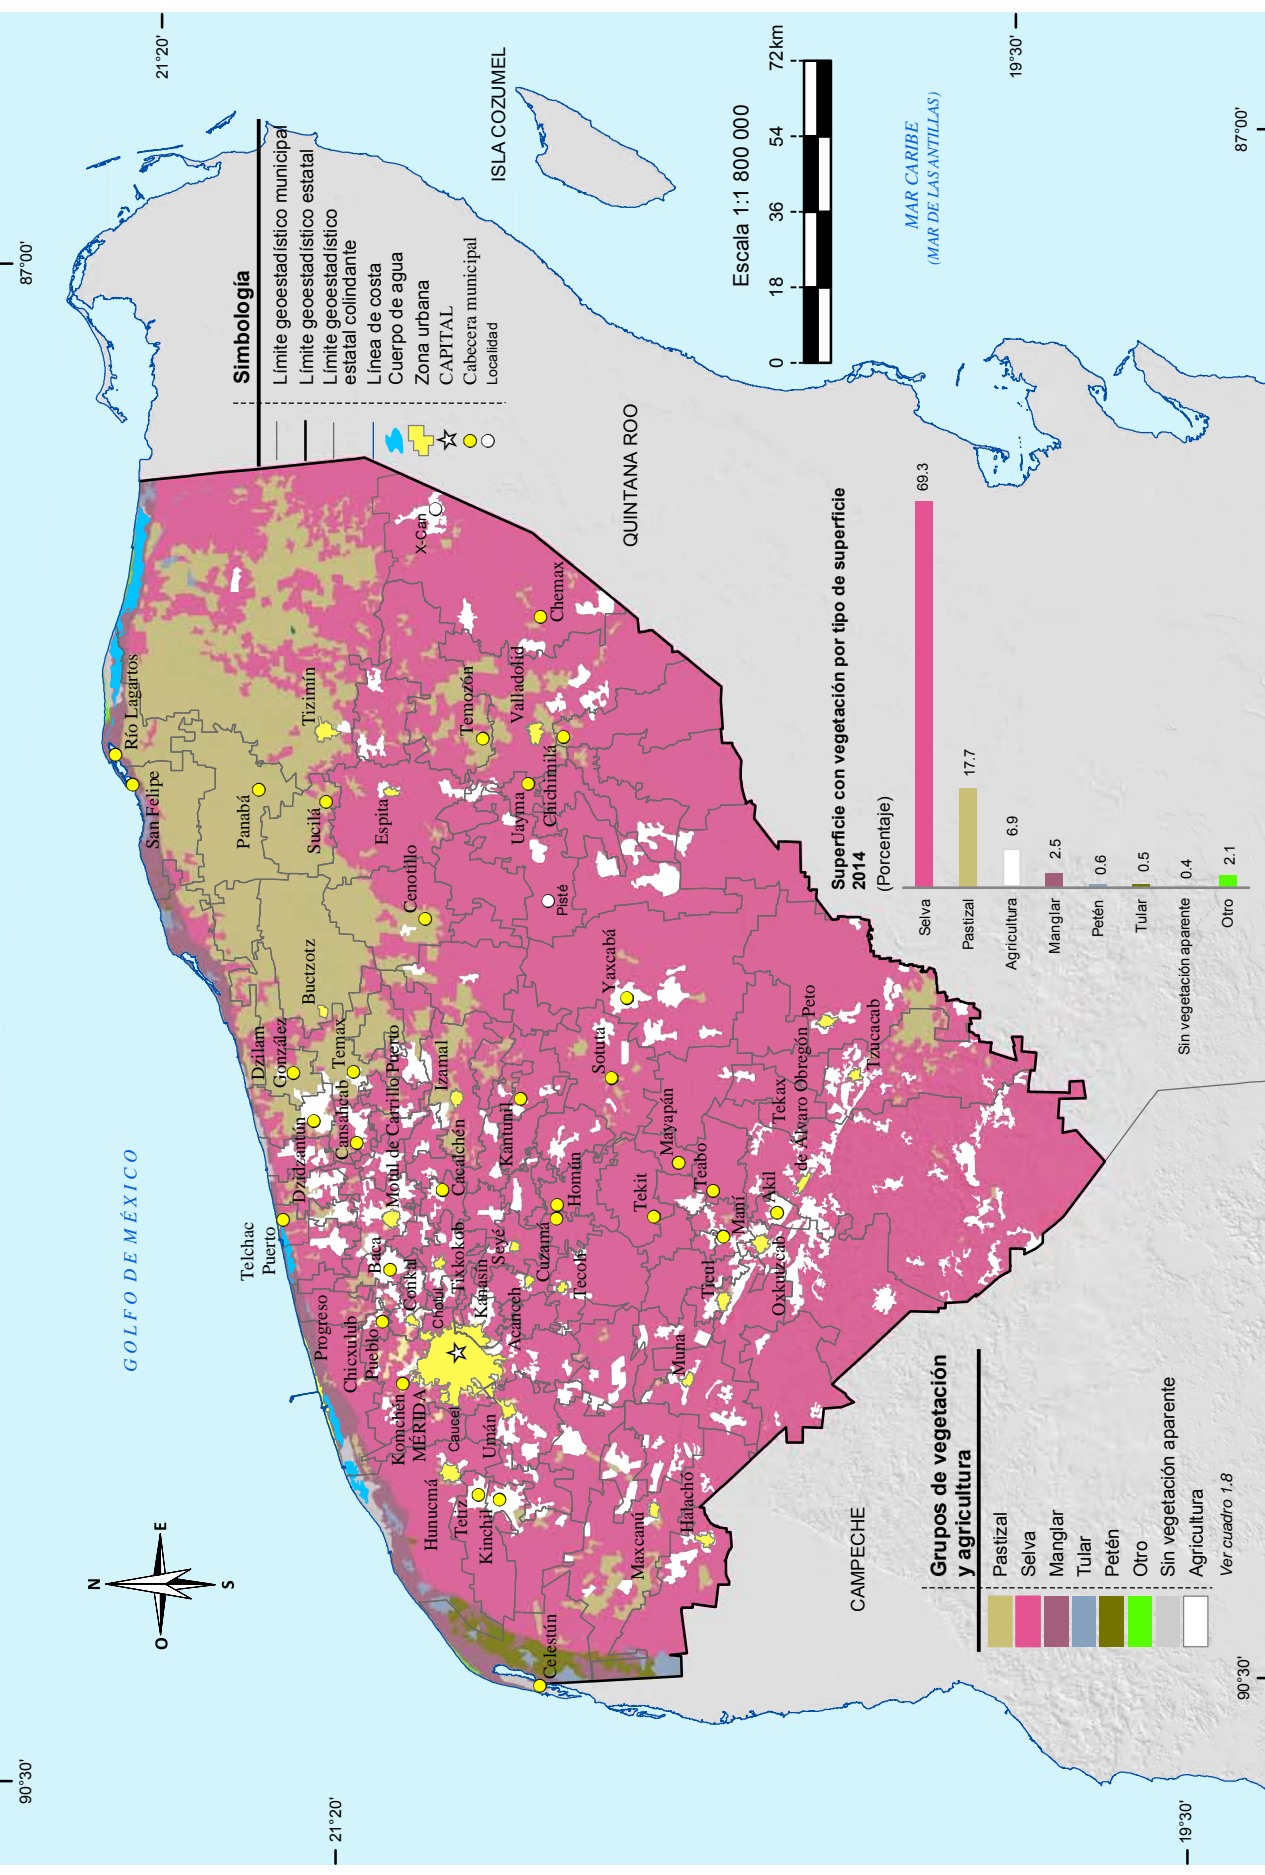 90°30'
87°00'
21°20'
21°20'
19°30'
19°30'
90°30'
87°00'
N
O
E
S
GOLFO DE MÉXICO
MAR CARIBE
(MAR DE LAS ANTILLAS)
ISLA COZUMEL
QUINTANA ROO
CAMPECHE
Río Lagartos
San Felipe
Panabá
Tizimín
Sucilá
Espita
Temozón
Valladolid
Chemax
X-Can
Uayma
Chichimilá
Cenotillo
Pisté
Buctzotz
Dzilam
González
Temax
Cansahcab
Dzidzantún
Motul de Carrillo Puerto
Izamal
Cacalchén
Kantunil
Telchac
Puerto
Baca
Conkal
Cholul
Tixkokob
Kanasín
Seyé
Acanceh
Cuzamá
Homún
Tecoh
Progreso
Chicxulub
Pueblo
Komchén
MÉRIDA
Caucel
Umán
Hunucmá
Tetiz
Kinchil
Celestún
Maxcanú
Halachó
Muna
Ticul
Oxkutzcab
Maní
Akil
Teabo
Tekit
Mayapán
Sotuta
Yaxcabá
Tekax
de Álvaro Obregón
Peto
Tzucacab
Simbología
Límite geoestadístico municipal
Límite geoestadístico estatal
Límite geoestadístico
estatal colindante
Línea de costa
Cuerpo de agua
Zona urbana
CAPITAL
Cabecera municipal
Localidad
Escala 1:1 800 000
0 18 36 54 72km
Superficie con vegetación por tipo de superficie
2014
(Porcentaje)
Selva 69.3
Pastizal 17.7
Agricultura 6.9
Manglar 2.5
Petén 0.6
Tular 0.5
Sin vegetación aparente 0.4
Otro 2.1
Grupos de vegetación
y agricultura
Pastizal
Selva
Manglar
Tular
Petén
Otro
Sin vegetación aparente
Agricultura
Ver cuadro 1.8